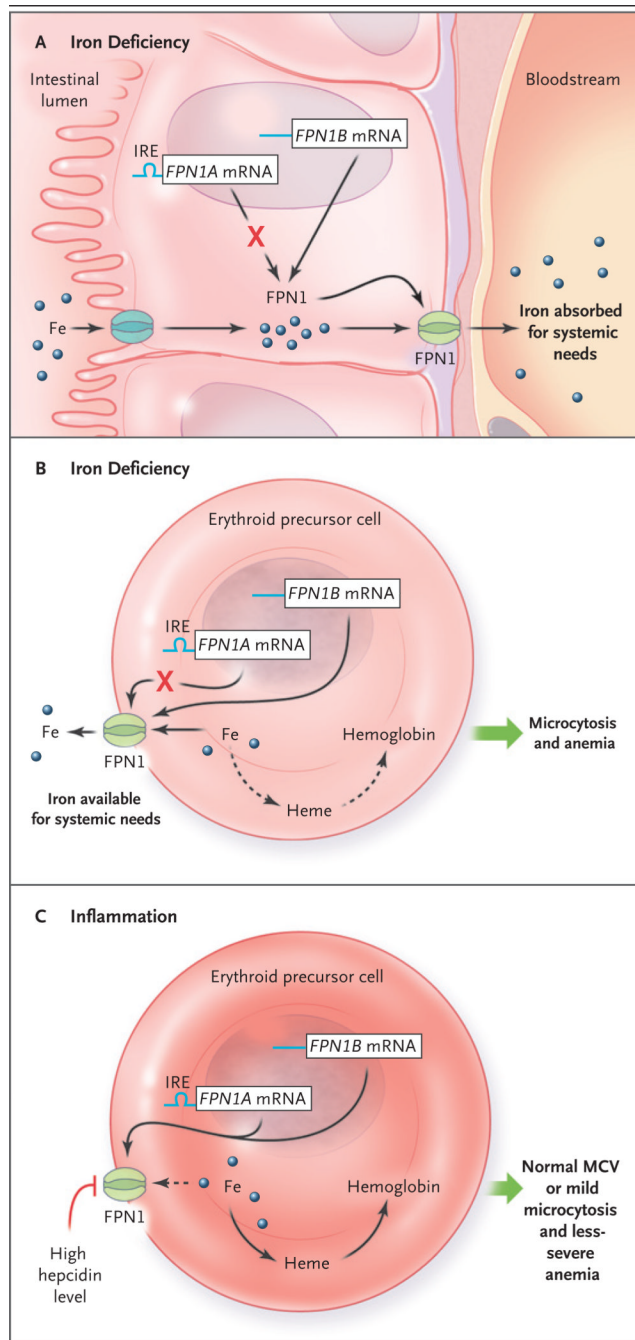 A Iron Deficiency
Intestinal
lumen
Bloodstream
FPN1B mRNA
IRE
FPN1A mRNA
X
FPN1
Fe
FPN1
Iron absorbed
for systemic
needs
B Iron Deficiency
Erythroid precursor cell
FPN1B mRNA
IRE
FPN1A mRNA
X
Fe
FPN1
Fe
Hemoglobin
Heme
Iron available
for systemic needs
Microcytosis
and anemia
C Inflammation
Erythroid precursor cell
FPN1B mRNA
IRE
FPN1A mRNA
FPN1
Fe
Hemoglobin
Heme
High
hepcidin
level
Normal MCV
or mild
microcytosis
and less-
severe
anemia